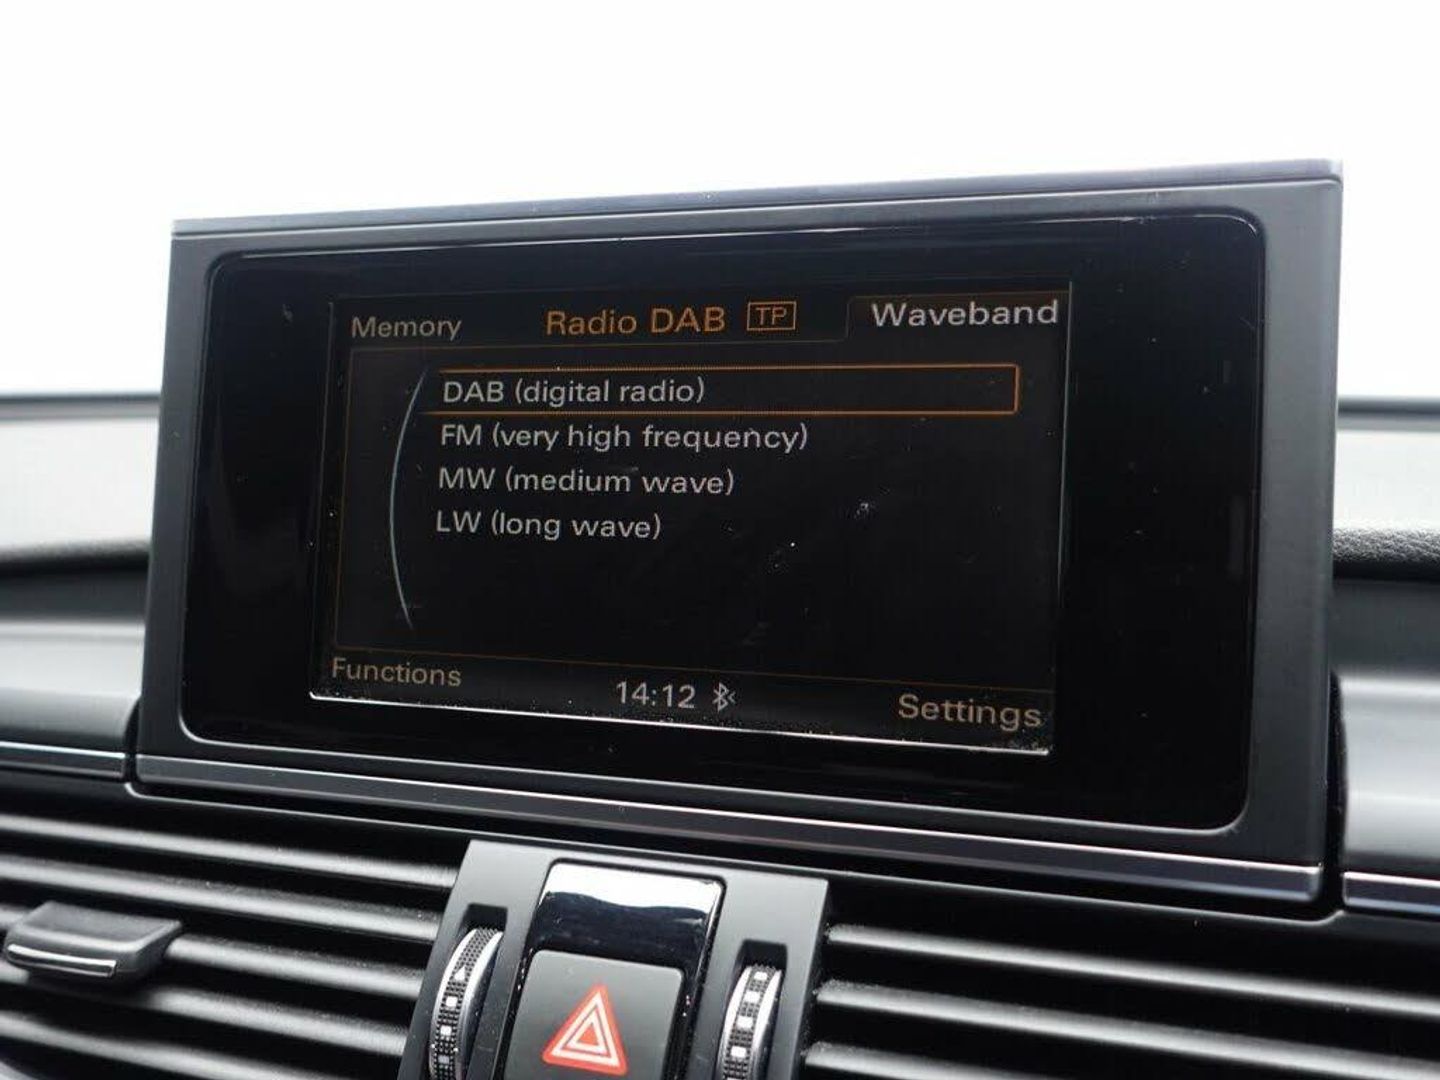 Memory Radio DAB TP Waveband
DAB (digital radio)
FM (very high frequency)
MW (medium wave)
LW (long wave)
Functions 14:12 Settings